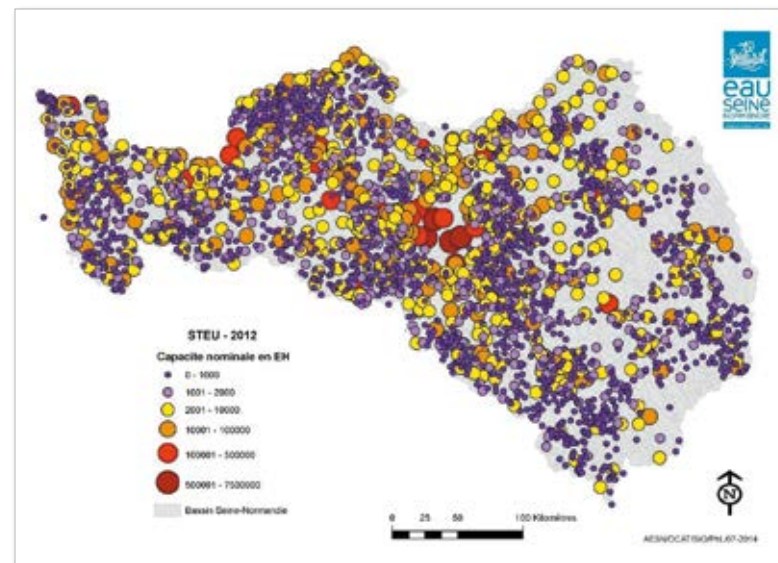 eau
SEINE
NORMANDIE
STEU - 2012
Capacite nominale en EH
0 - 1000
1001 - 2000
2001 - 10000
10001 - 100000
100001 - 500000
500001 - 7500000
Bassin Seine-Normandie
0 25 50 100 Kilomètres
N